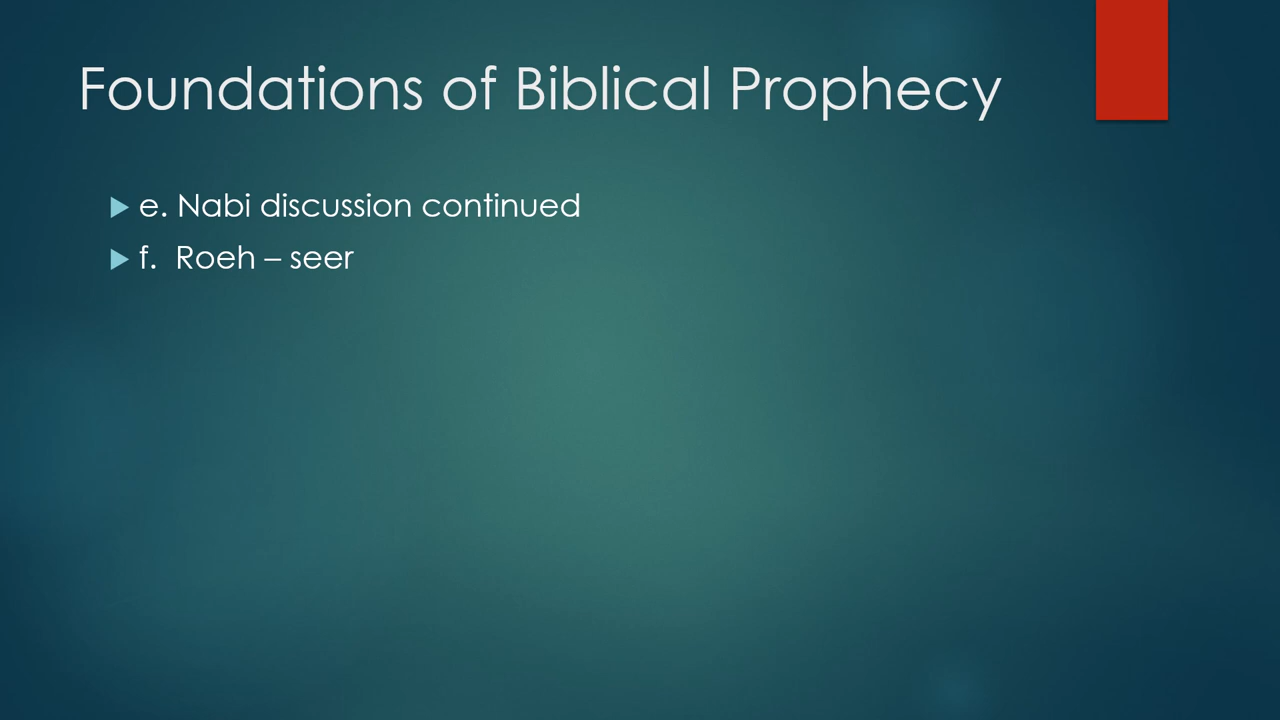 Foundations of Biblical Prophecy
e. Nabi discussion continued
f. Roeh – seer